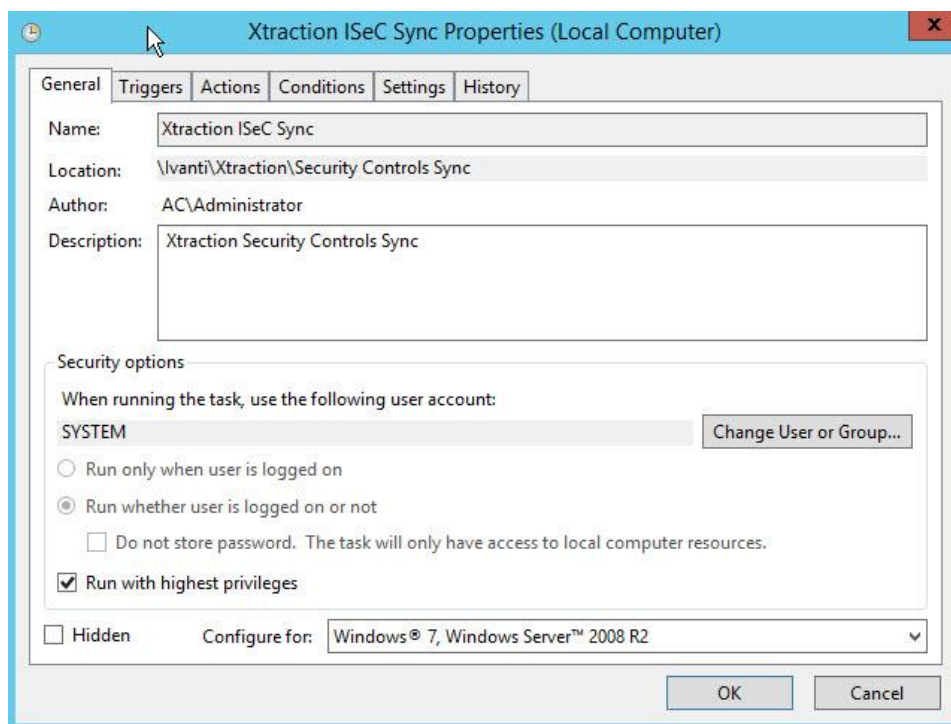 Xtraction ISeC Sync Properties (Local Computer)
x
General Triggers Actions Conditions Settings History
Name: Xtraction ISeC Sync
Location: \Ivanti\Xtraction\Security Controls Sync
Author: AC\Administrator
Description: Xtraction Security Controls Sync
Security options
When running the task, use the following user account:
SYSTEM Change User or Group...
Run only when user is logged on
Run whether user is logged on or not
Do not store password. The task will only have access to local computer resources.
Run with highest privileges
Hidden Configure for: Windows® 7, Windows Server™ 2008 R2
OK Cancel